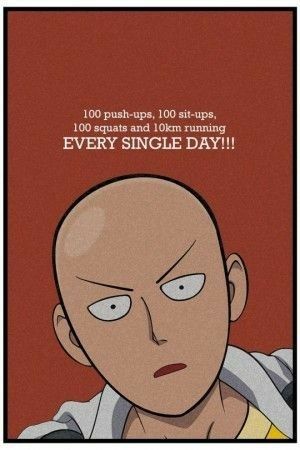 100 push-ups, 100 sit-ups,
100 squats and 10km running
EVERY SINGLE DAY!!!